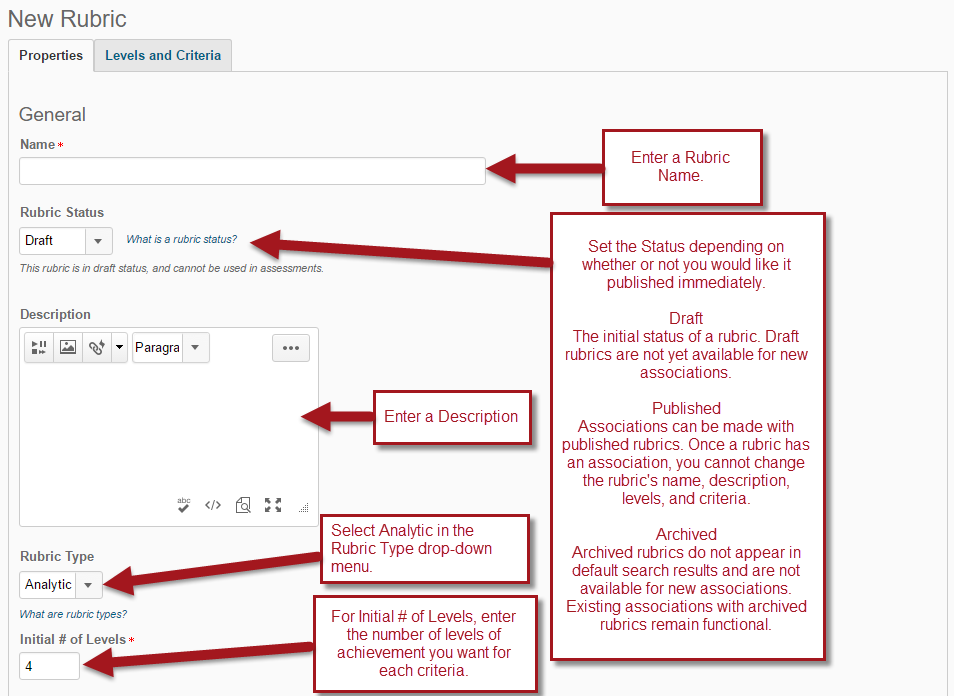 New Rubric
Properties
Levels and Criteria
General
Name *
Enter a Rubric
Name.
Rubric Status
Draft
What is a rubric status?
This rubric is in draft status, and cannot be used in assessments.
Set the Status depending on
whether or not you would like it
published immediately.
Draft
The initial status of a rubric. Draft
rubrics are not yet available for new
associations.
Published
Associations can be made with
published rubrics. Once a rubric has
an association, you cannot change
the rubric's name, description,
levels, and criteria.
Archived
Archived rubrics do not appear in
default search results and are not
available for new associations.
Existing associations with archived
rubrics remain functional.
Description
Paragra
Enter a Description
abc
Rubric Type
Analytic
What are rubric types?
Select Analytic in the
Rubric Type drop-down
menu.
Initial # of Levels *
4
For Initial # of Levels, enter
the number of levels of
achievement you want for
each criteria.